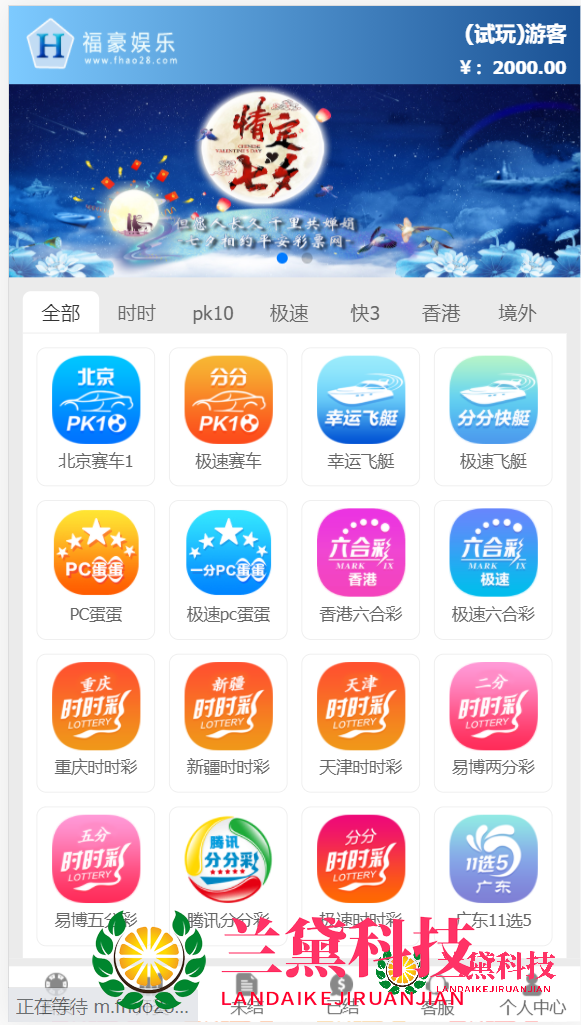 H 福豪娱乐
www.fhao28.com
(试玩)游客
¥: 2000.00
情定七夕
CHINESE
VALENTINE'S DAY
但愿人长久 千里共婵娟
-七夕相约平安彩票网-
全部 时时 pk10 极速 快3 香港 境外
北京 PK10
分分 PK10
幸运飞艇
分分快艇
北京赛车1 极速赛车 幸运飞艇 极速飞艇
PC蛋蛋
一分PC蛋蛋
六合彩 MARK IX 香港
六合彩 MARK IX 极速
PC蛋蛋 极速pc蛋蛋 香港六合彩 极速六合彩
重庆 时时彩 LOTTERY
新疆 时时彩 LOTTERY
天津 时时彩 LOTTERY
二分 时时彩 LOTTERY
重庆时时彩 新疆时时彩 天津时时彩 易博两分彩
五分 时时彩 LOTTERY
腾讯 分分彩
分分 时时彩 LOTTERY
11选5 广东
易博五分彩 腾讯分分彩 极速时时彩 广东11选5
兰黛科技
LANDAIKEJIRUANJIAN
黛科技
LANDAIKEJIRUANJIAN
正在等待 m.fhao28... 未结 已结 客服 个人中心